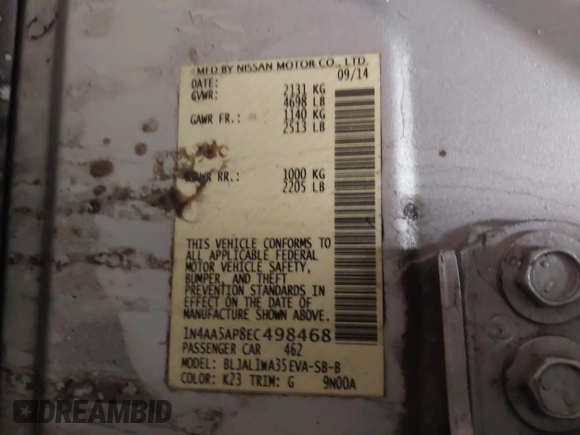 MFD BY NISSAN MOTOR CO., LTD.
DATE: 09/14
GVWR: 2131 KG
4698 LB
GAWR FR.: 1140 KG
2513 LB
GAWR RR.: 1000 KG
2205 LB
THIS VEHICLE CONFORMS TO
ALL APPLICABLE FEDERAL
MOTOR VEHICLE SAFETY,
BUMPER, AND THEFT
PREVENTION STANDARDS IN
EFFECT ON THE DATE OF
MANUFACTURE SHOWN ABOVE.
1N4AA5AP8EC498468
PASSENGER CAR 462
MODEL: BLJALIWA35EVA-SB-B
COLOR: K23 TRIM: G 9N00A
DREAMBID